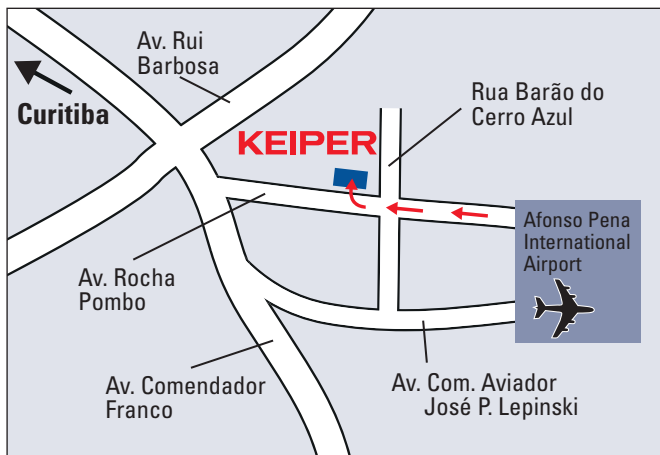 Av. Rui
Barbosa
Curitiba
Rua Barão do
Cerro Azul
KEIPER
Afonso Pena
International
Airport
Av. Rocha
Pombo
Av. Comendador
Franco
Av. Com. Aviador
José P. Lepinski